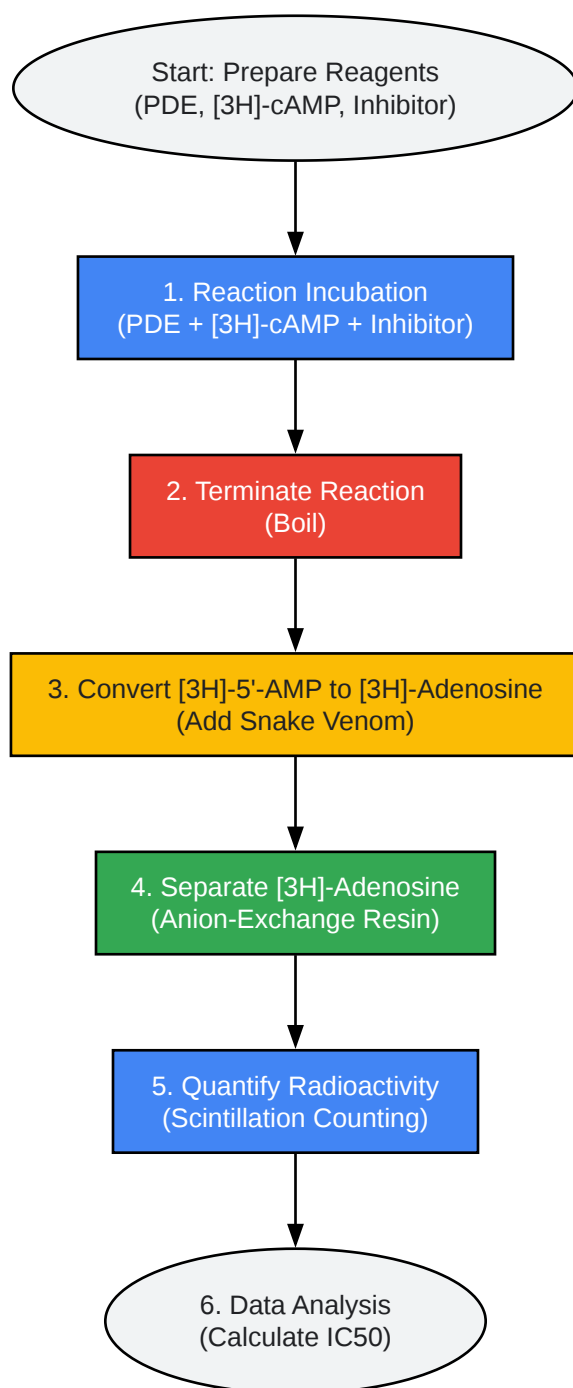 Start: Prepare Reagents
(PDE, [3H]-cAMP, Inhibitor)
1. Reaction Incubation
(PDE + [3H]-cAMP + Inhibitor)
2. Terminate Reaction
(Boil)
3. Convert [3H]-5'-AMP to [3H]-Adenosine
(Add Snake Venom)
4. Separate [3H]-Adenosine
(Anion-Exchange Resin)
5. Quantify Radioactivity
(Scintillation Counting)
6. Data Analysis
(Calculate IC50)